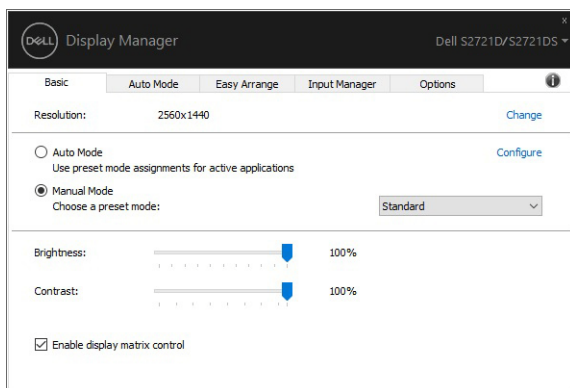 DELL Display Manager Dell S2721D/S2721DS
Basic Auto Mode Easy Arrange Input Manager Options
Resolution: 2560x1440 Change
Auto Mode Configure
Use preset mode assignments for active applications
Manual Mode
Choose a preset mode: Standard
Brightness: 100%
Contrast: 100%
Enable display matrix control